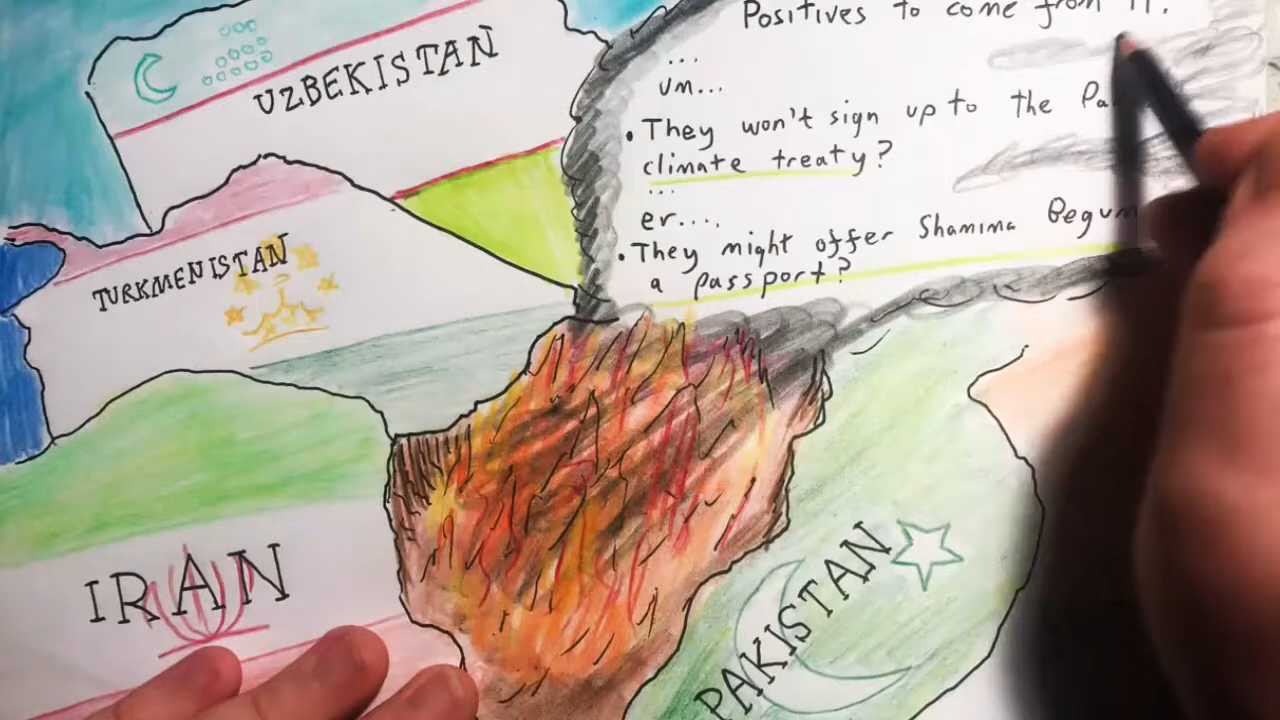 Positives to come from it.
...
um...
• They won't sign up to the
climate treaty?
...
er....
• They might offer Shamima Begum
a passport?
UZBEKISTAN
TURKMENISTAN
IRAN
PAKISTAN